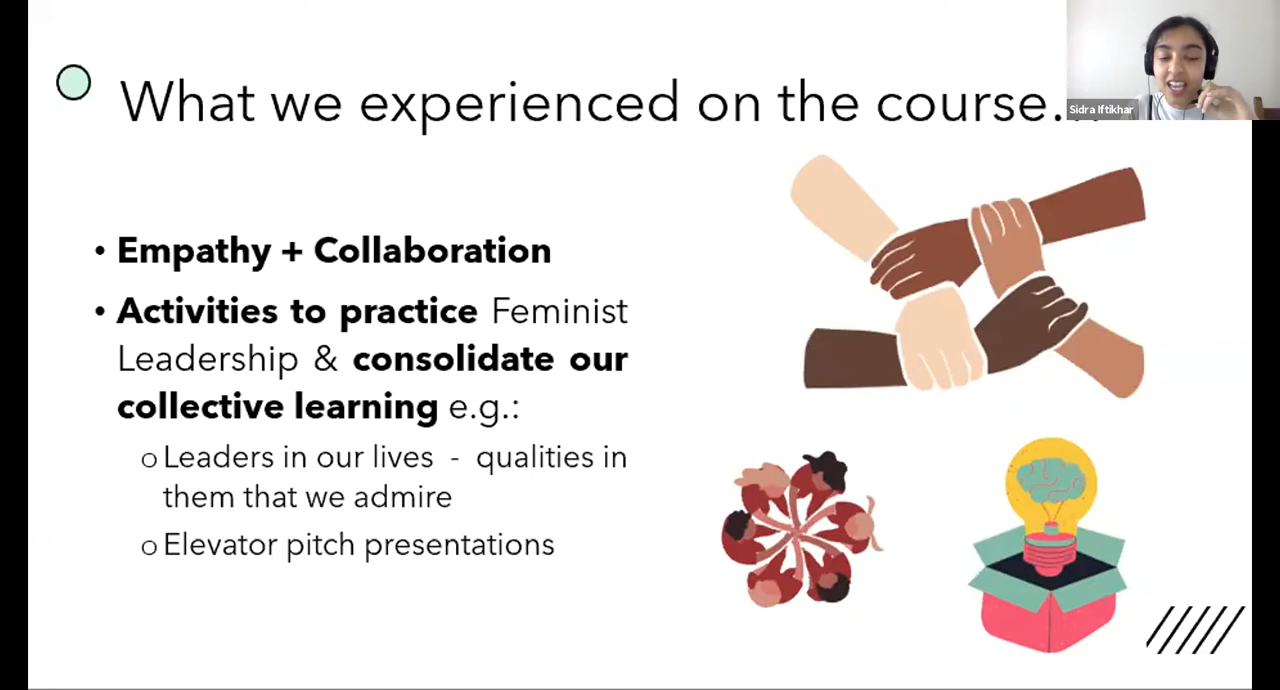 What we experienced on the course...
Sidra Iftikhar
• Empathy + Collaboration
• Activities to practice Feminist
Leadership & consolidate our
collective learning e.g.:
o Leaders in our lives - qualities in
them that we admire
o Elevator pitch presentations